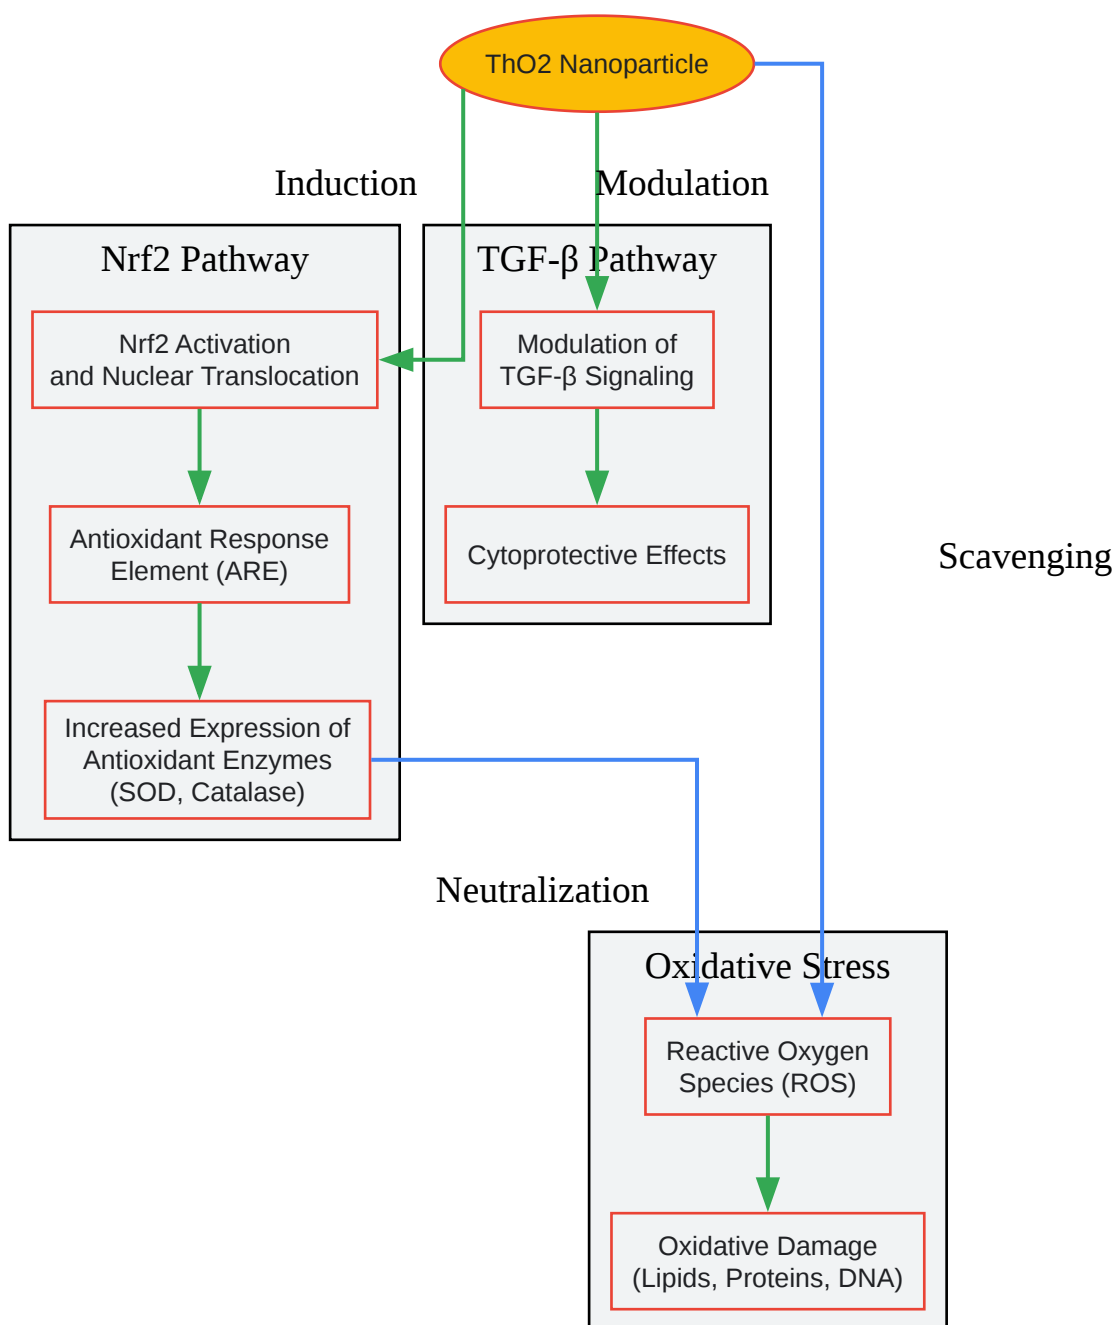 ThO2 Nanoparticle
Induction
Modulation
Nrf2 Pathway
Nrf2 Activation
and Nuclear Translocation
Antioxidant Response
Element (ARE)
Increased Expression of
Antioxidant Enzymes
(SOD, Catalase)
TGF-β Pathway
Modulation of
TGF-β Signaling
Cytoprotective Effects
Scavenging
Neutralization
Oxidative Stress
Reactive Oxygen
Species (ROS)
Oxidative Damage
(Lipids, Proteins, DNA)